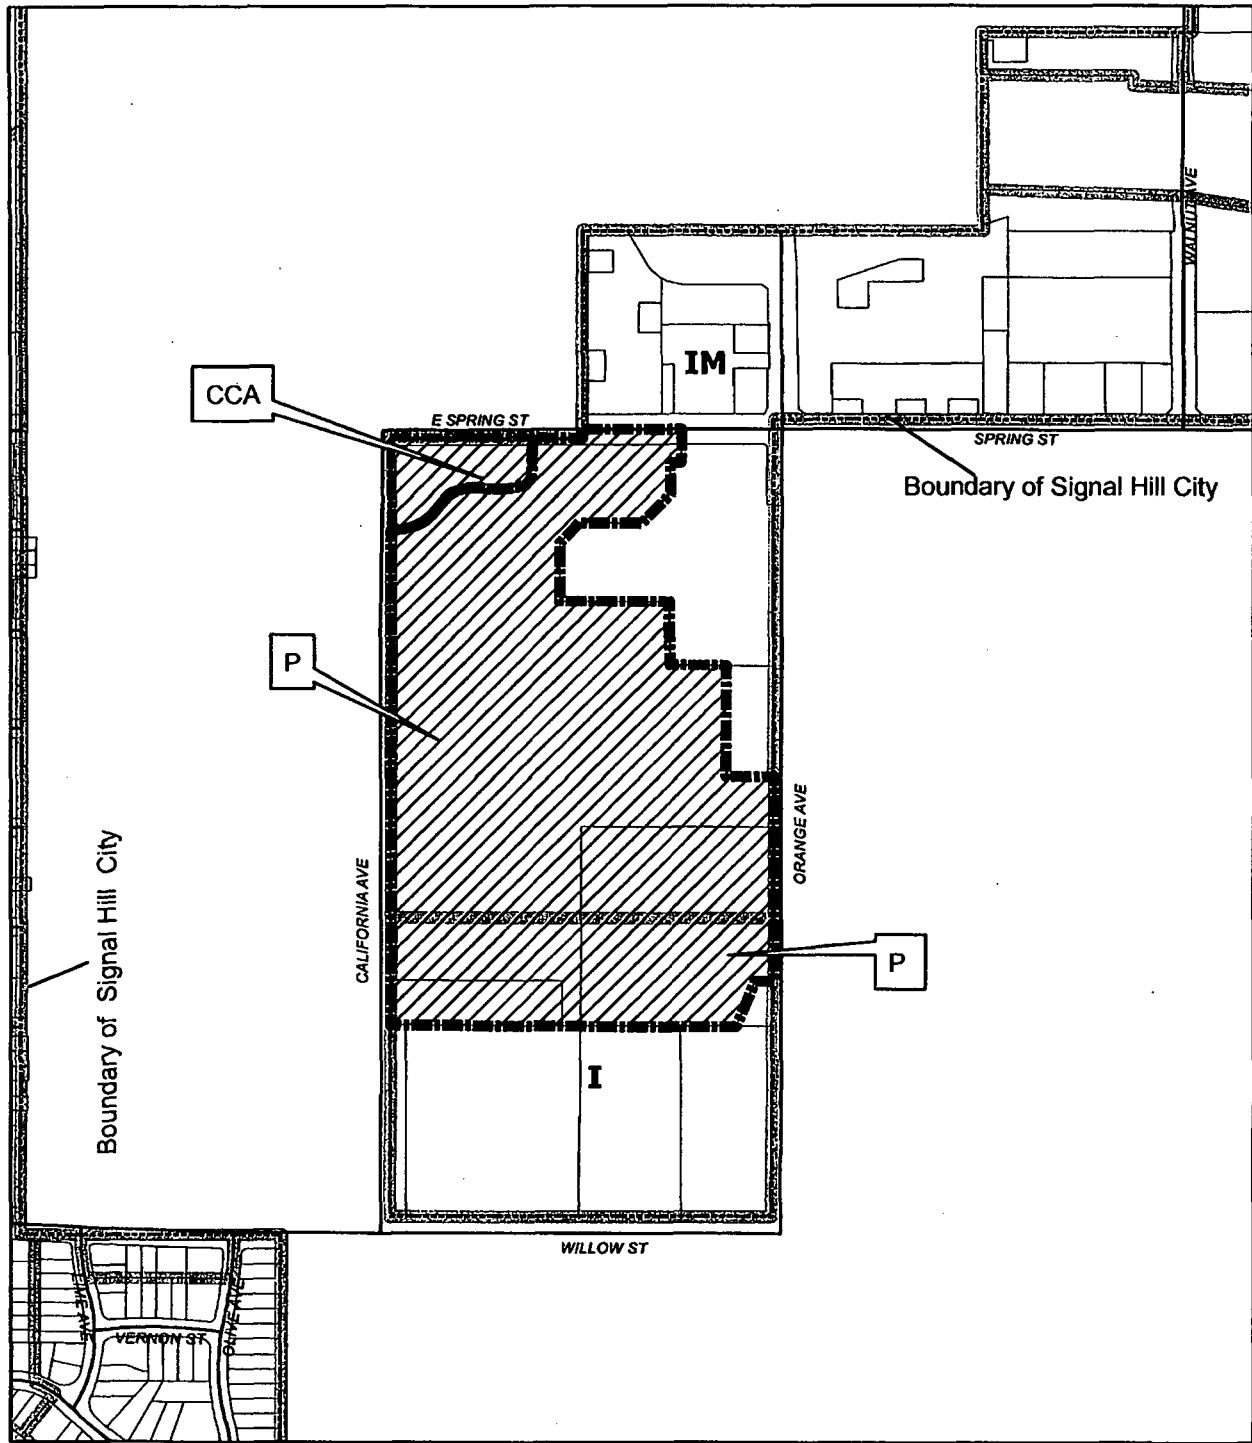 WALNUT AVE
IM
CCA
E SPRING ST
SPRING ST
Boundary of Signal Hill City
P
ORANGE AVE
CALIFORNIA AVE
Boundary of Signal Hill City
P
I
WILLOW ST
OLIVE AVE
VERNON ST